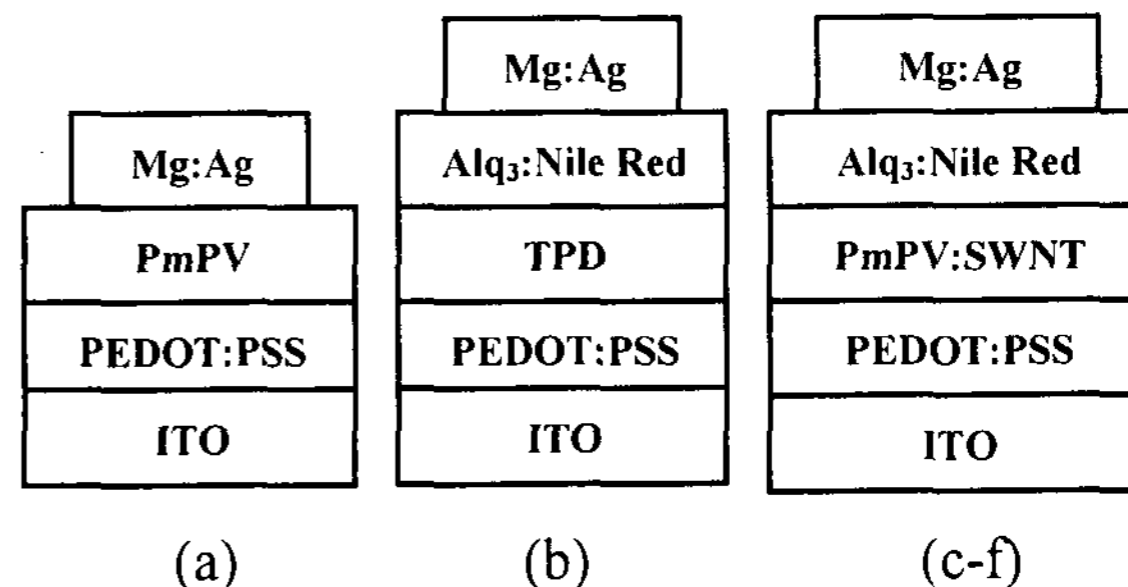 Mg:Ag
PmPV
PEDOT:PSS
ITO
(a)
Mg:Ag
Alq₃:Nile Red
TPD
PEDOT:PSS
ITO
(b)
Mg:Ag
Alq₃:Nile Red
PmPV:SWNT
PEDOT:PSS
ITO
(c-f)